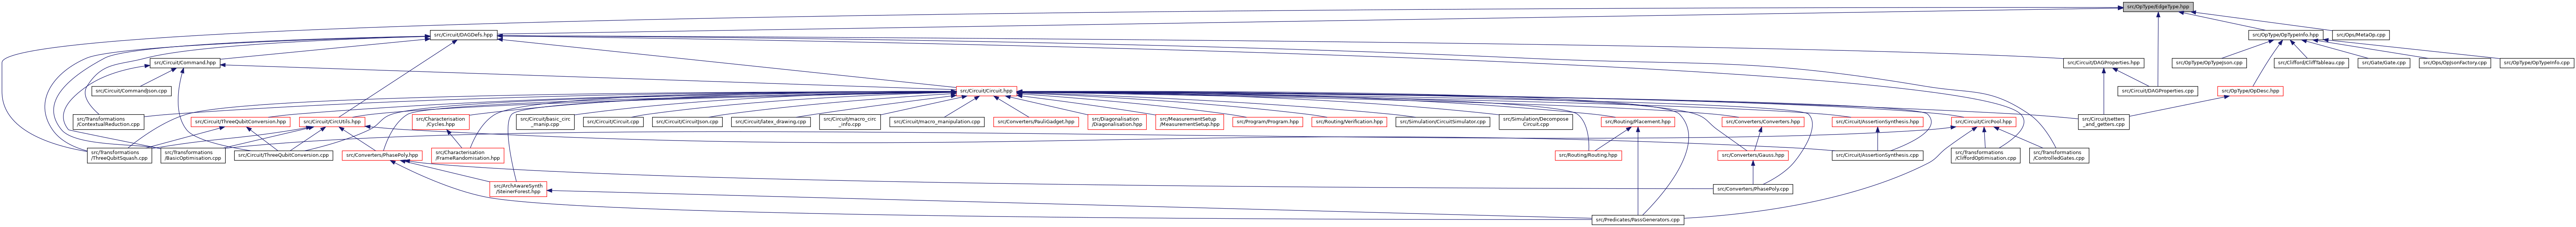 src/OpType/EdgeType.hpp
src/Circuit/DAGDefs.hpp
src/OpType/OpTypeInfo.hpp
src/Ops/MetaOp.cpp
src/Circuit/Command.hpp
src/Circuit/DAGProperties.hpp
src/OpType/OpTypeJson.cpp
src/Clifford/CliffTableau.cpp
src/Gate/Gate.cpp
src/Ops/OpJsonFactory.cpp
src/OpType/OpTypeInfo.cpp
src/Circuit/CommandJson.cpp
src/Circuit/Circuit.hpp
src/Circuit/DAGProperties.cpp
src/OpType/OpDesc.hpp
src/Transformations
/ContextualReduction.cpp
src/Circuit/ThreeQubitConversion.hpp
src/Circuit/CircUtils.hpp
src/Characterisation
/Cycles.hpp
src/Circuit/basic_circ
_manip.cpp
src/Circuit/Circuit.cpp
src/Circuit/CircuitJson.cpp
src/Circuit/latex_drawing.cpp
src/Circuit/macro_circ
_info.cpp
src/Circuit/macro_manipulation.cpp
src/Converters/PauliGadget.hpp
src/Diagonalisation
/Diagonalisation.hpp
src/MeasurementSetup
/MeasurementSetup.hpp
src/Program/Program.hpp
src/Routing/Verification.hpp
src/Simulation/CircuitSimulator.cpp
src/Simulation/Decompose
Circuit.cpp
src/Routing/Placement.hpp
src/Converters/Converters.hpp
src/Circuit/AssertionSynthesis.hpp
src/Circuit/CircPool.hpp
src/Circuit/setters
_and_getters.cpp
src/Transformations
/ThreeQubitSquash.cpp
src/Transformations
/BasicOptimisation.cpp
src/Circuit/ThreeQubitConversion.cpp
src/Converters/PhasePoly.hpp
src/Characterisation
/FrameRandomisation.hpp
src/Routing/Routing.hpp
src/Converters/Gauss.hpp
src/Circuit/AssertionSynthesis.cpp
src/Transformations
/CliffordOptimisation.cpp
src/Transformations
/ControlledGates.cpp
src/ArchAwareSynth
/SteinerForest.hpp
src/Converters/PhasePoly.cpp
src/Predicates/PassGenerators.cpp